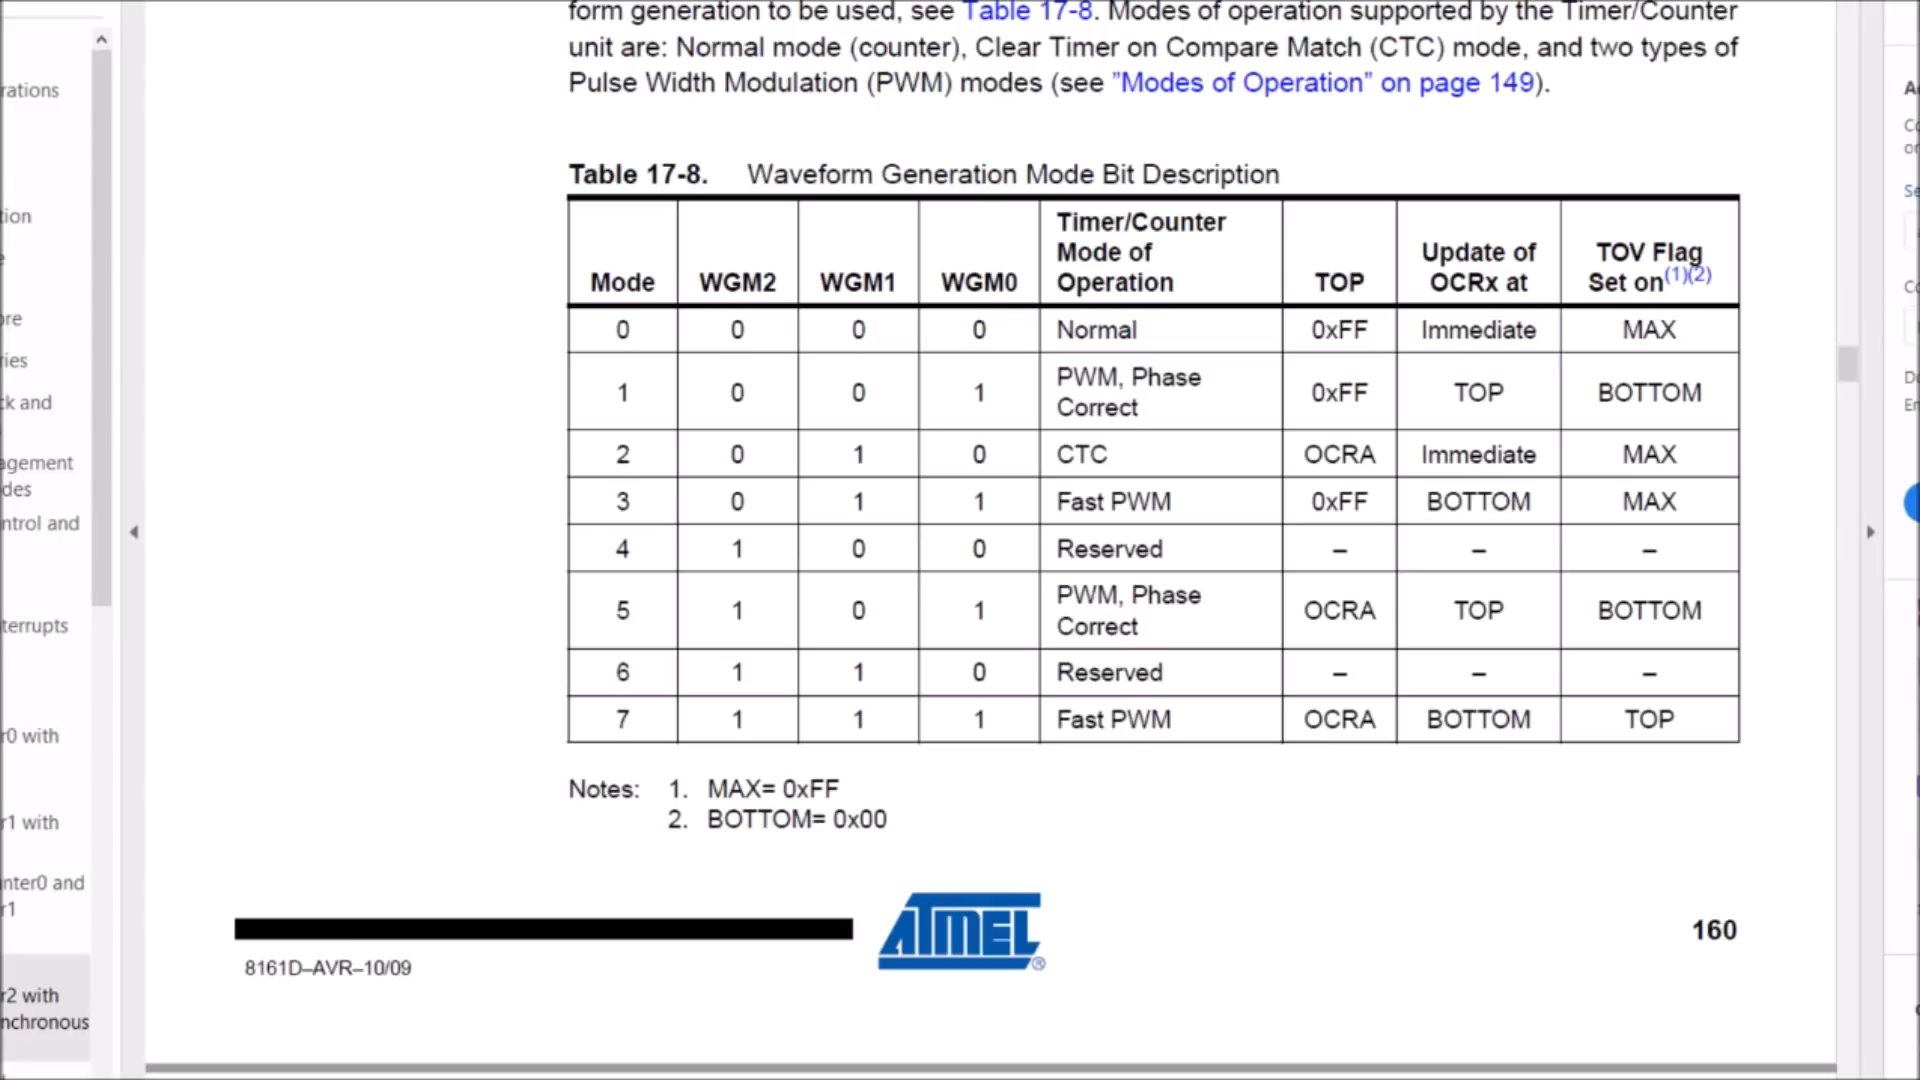 form generation to be used, see Table 17-8. Modes of operation supported by the Timer/Counter
unit are: Normal mode (counter), Clear Timer on Compare Match (CTC) mode, and two types of
Pulse Width Modulation (PWM) modes (see "Modes of Operation" on page 149).
Table 17-8. Waveform Generation Mode Bit Description
Mode WGM2 WGM1 WGM0 Timer/Counter Mode of Operation TOP Update of OCRx at TOV Flag Set on(1)(2)
0 0 0 0 Normal 0xFF Immediate MAX
1 0 0 1 PWM, Phase Correct 0xFF TOP BOTTOM
2 0 1 0 CTC OCRA Immediate MAX
3 0 1 1 Fast PWM 0xFF BOTTOM MAX
4 1 0 0 Reserved – – –
5 1 0 1 PWM, Phase Correct OCRA TOP BOTTOM
6 1 1 0 Reserved – – –
7 1 1 1 Fast PWM OCRA BOTTOM TOP
Notes: 1. MAX= 0xFF
2. BOTTOM= 0x00
ATMEL ®
160
8161D–AVR–10/09
rations
tion
re
ries
ck and
agement
des
ntrol and
terrupts
r0 with
r1 with
nter0 and
r1
r2 with
nchronous